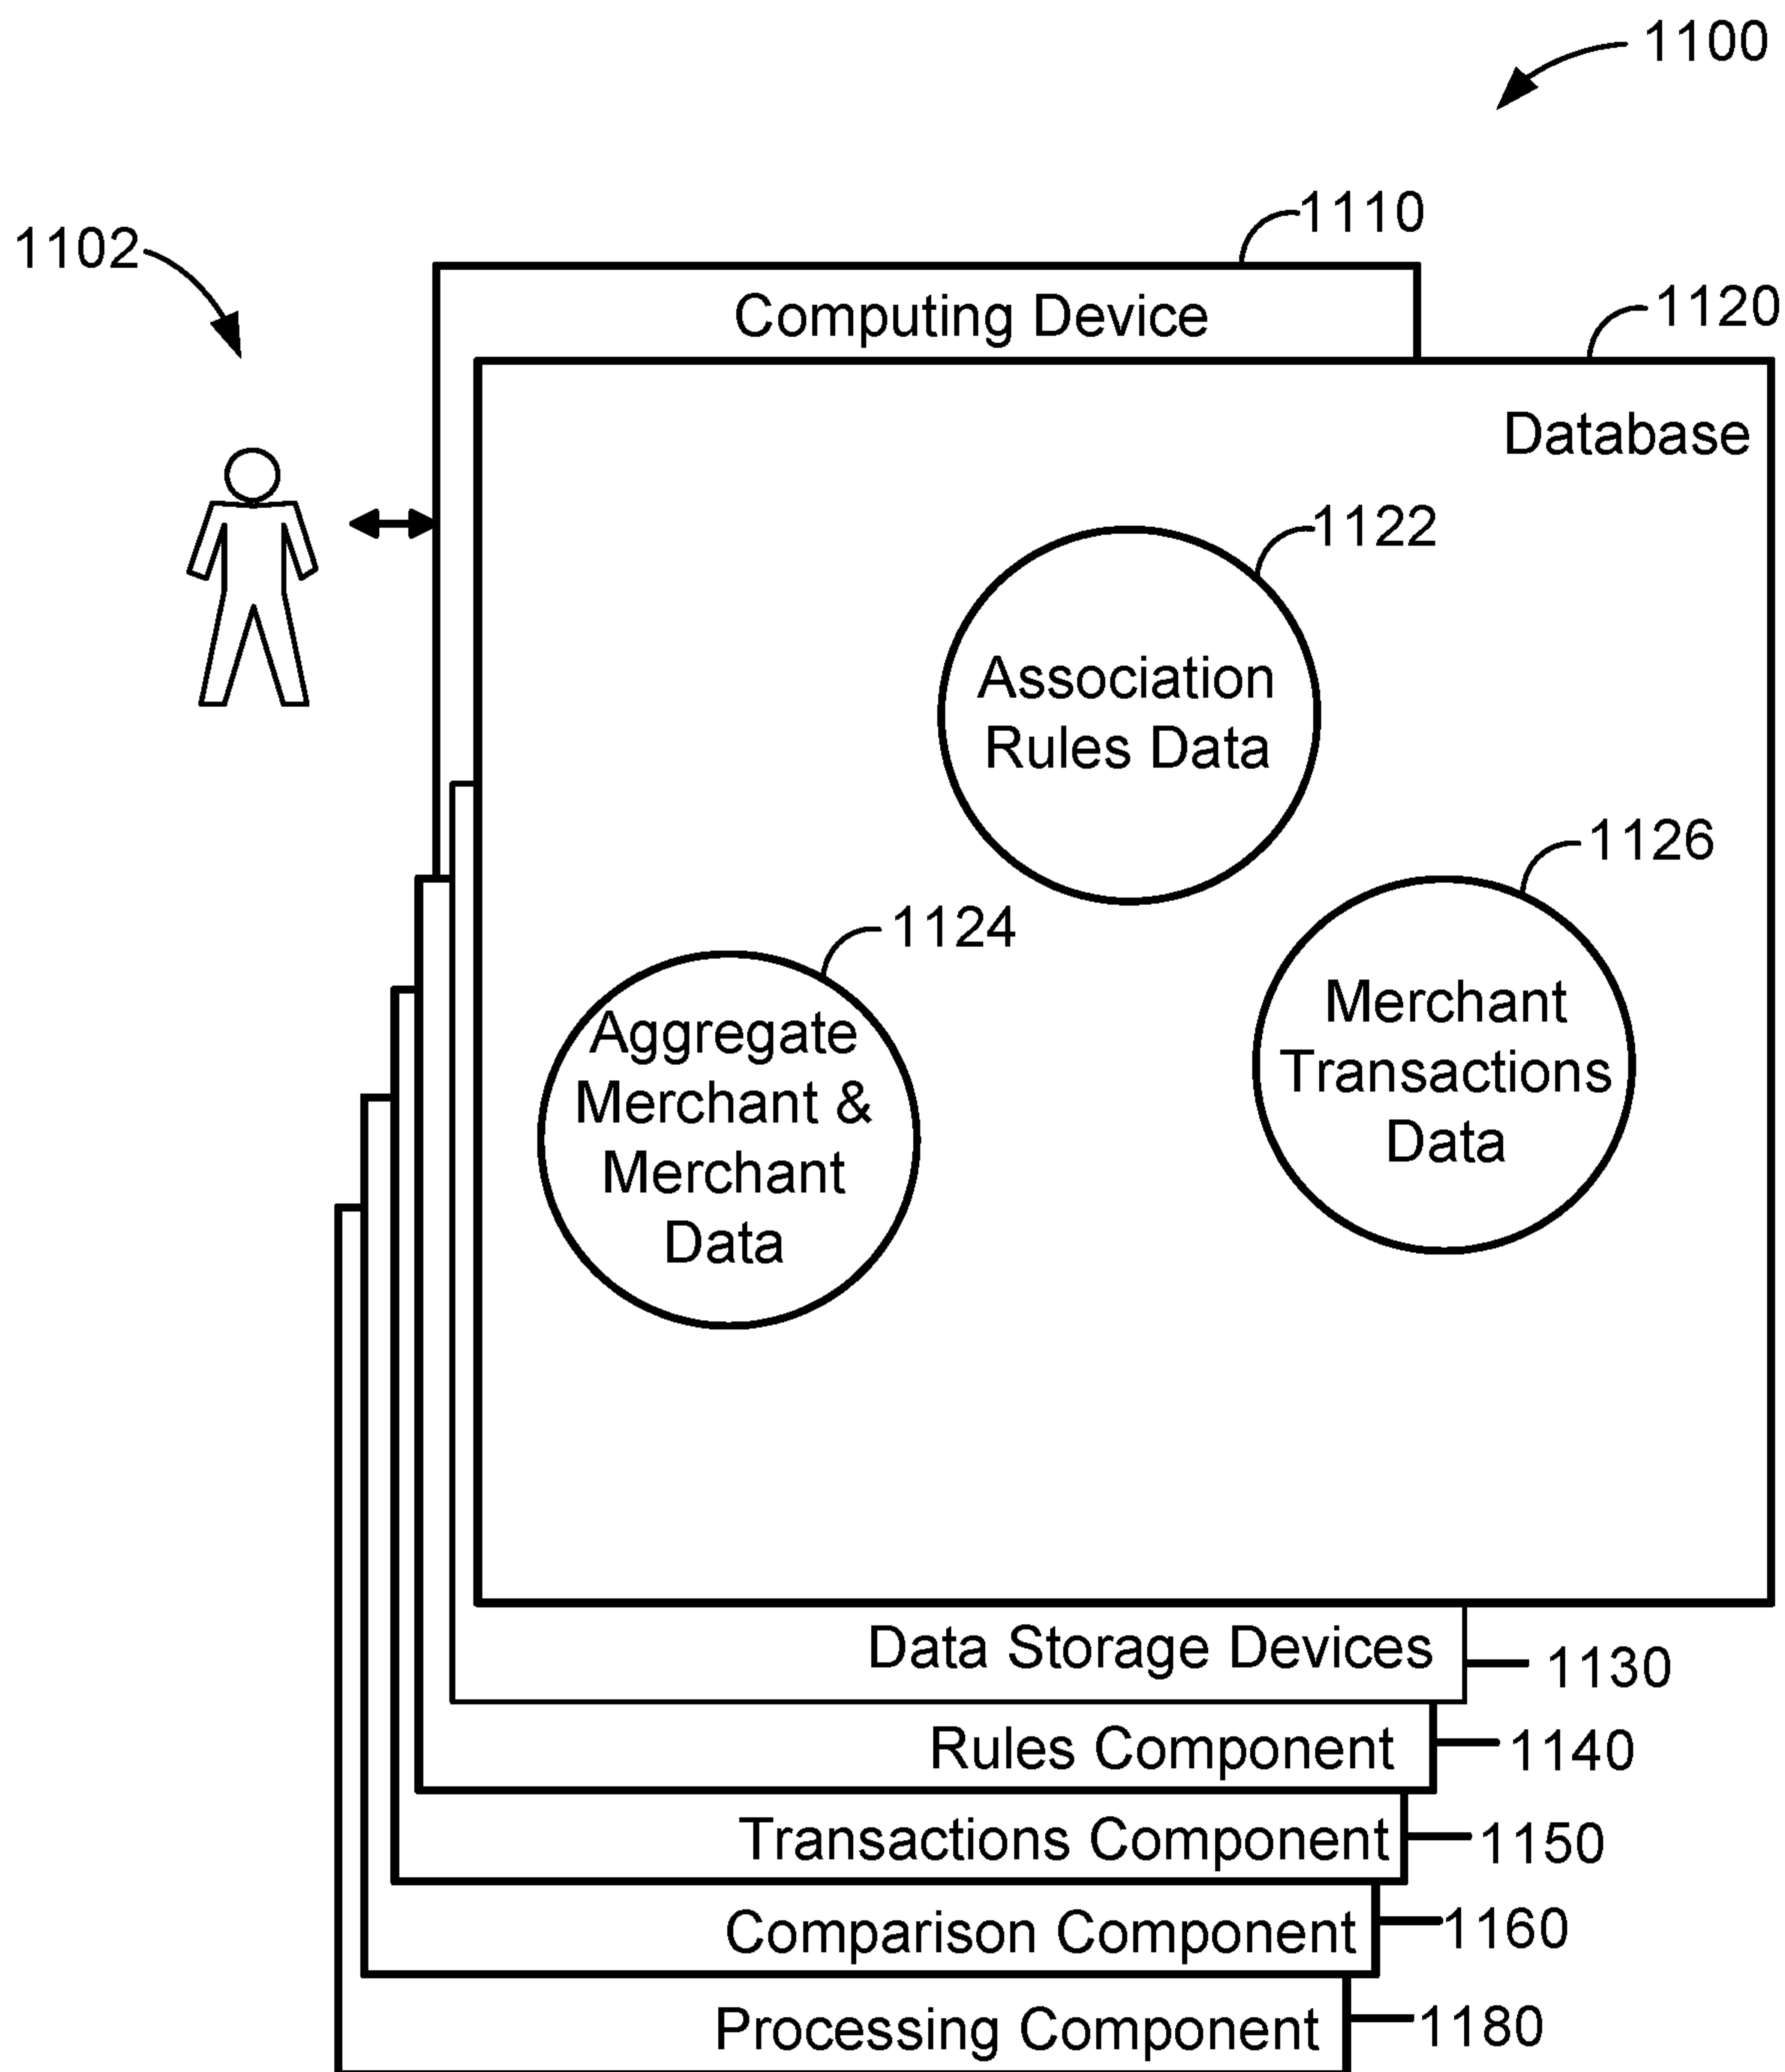 1100
1110
1102
Computing Device
1120
Database
1122
Association
Rules Data
1126
1124
Merchant
Transactions
Data
Aggregate
Merchant &
Merchant
Data
Data Storage Devices
1130
Rules Component
1140
Transactions Component
1150
Comparison Component
1160
Processing Component
1180